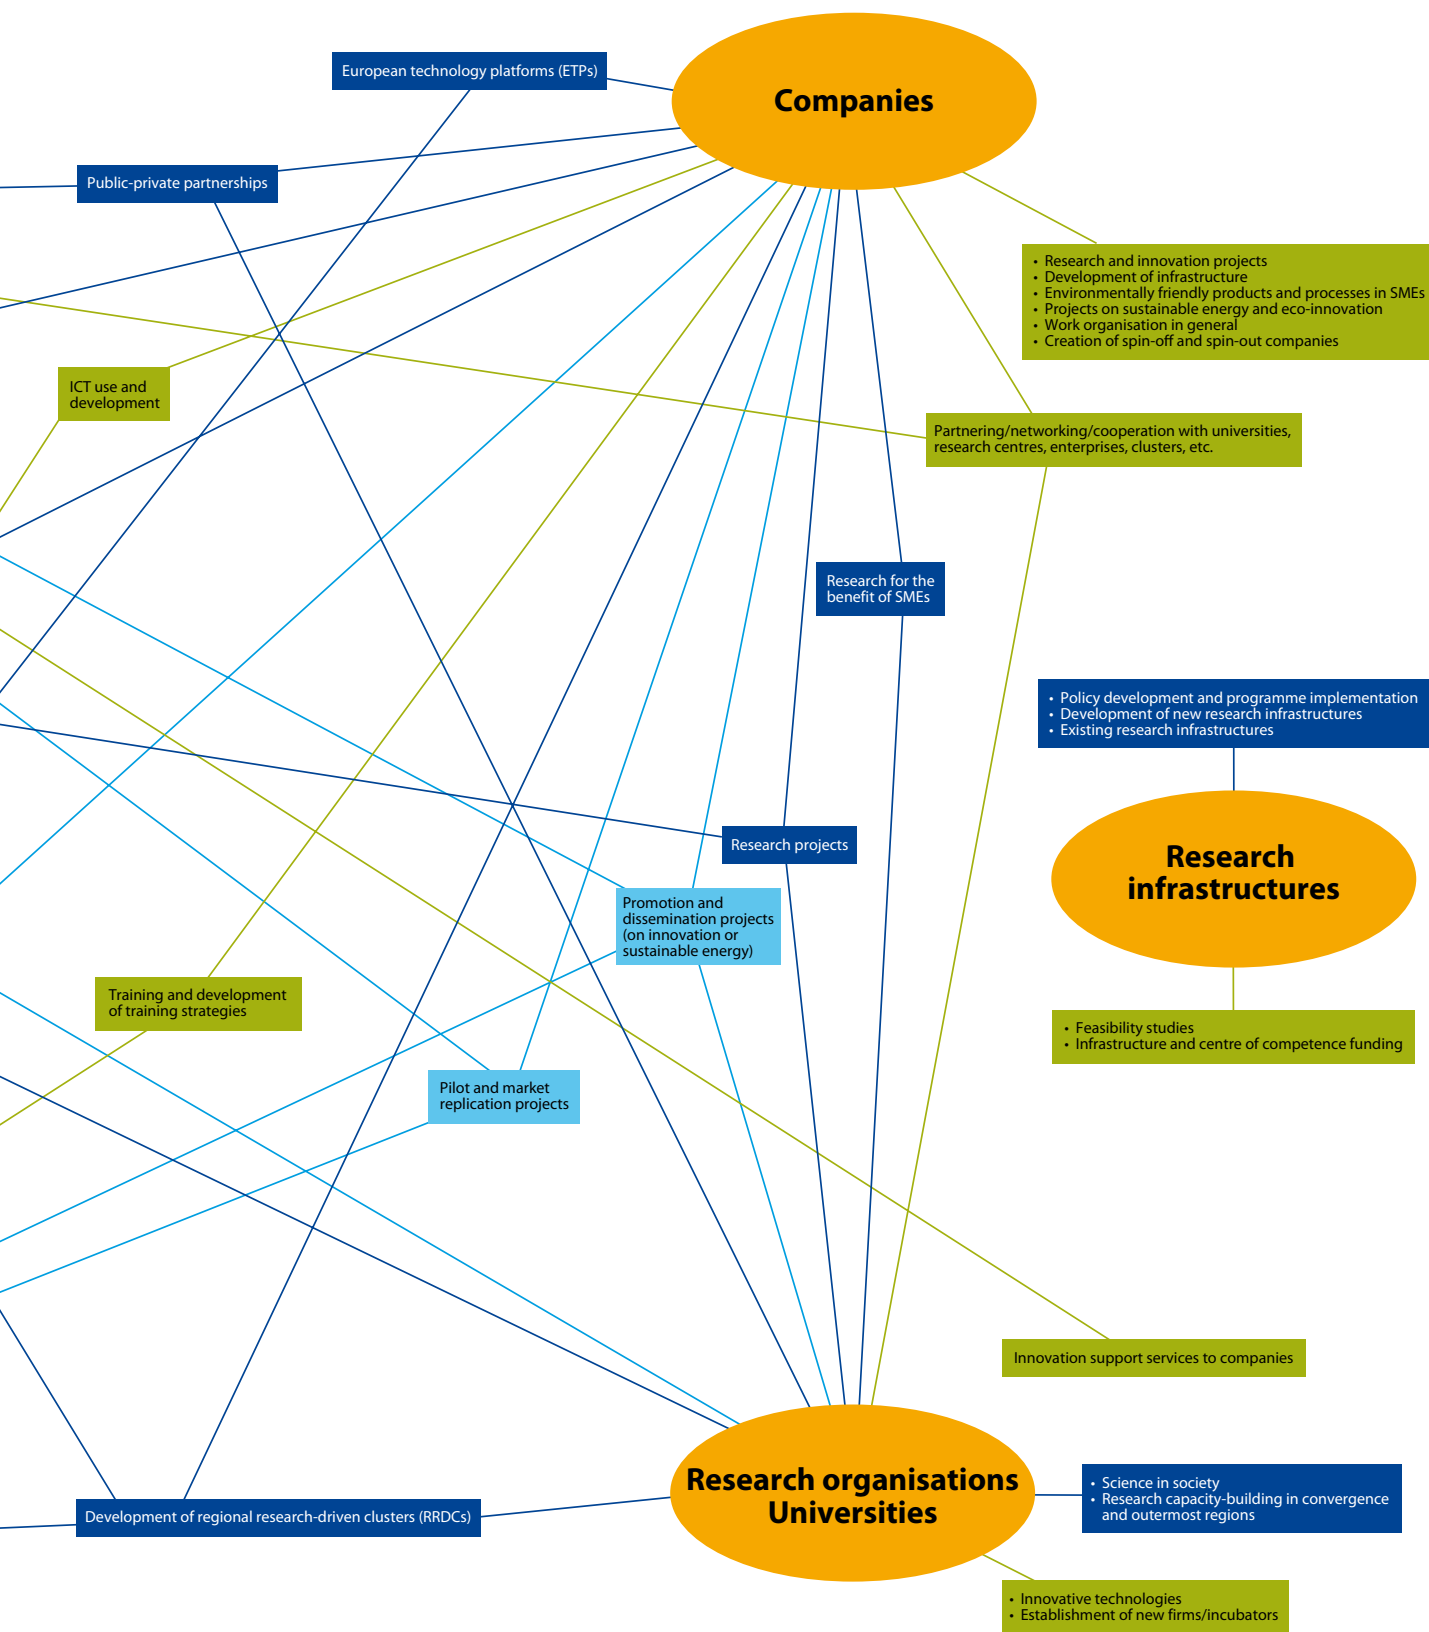 European technology platforms (ETPs)
Companies
Public-private partnerships
• Research and innovation projects
• Development of infrastructure
• Environmentally friendly products and processes in SMEs
• Projects on sustainable energy and eco-innovation
• Work organisation in general
• Creation of spin-off and spin-out companies
ICT use and
development
Partnering/networking/cooperation with universities,
research centres, enterprises, clusters, etc.
Research for the
benefit of SMEs
• Policy development and programme implementation
• Development of new research infrastructures
• Existing research infrastructures
Research projects
Research
infrastructures
Promotion and
dissemination projects
(on innovation or
sustainable energy)
Training and development
of training strategies
• Feasibility studies
• Infrastructure and centre of competence funding
Pilot and market
replication projects
Innovation support services to companies
Research organisations
Universities
• Science in society
• Research capacity-building in convergence
and outermost regions
Development of regional research-driven clusters (RRDCs)
• Innovative technologies
• Establishment of new firms/incubators